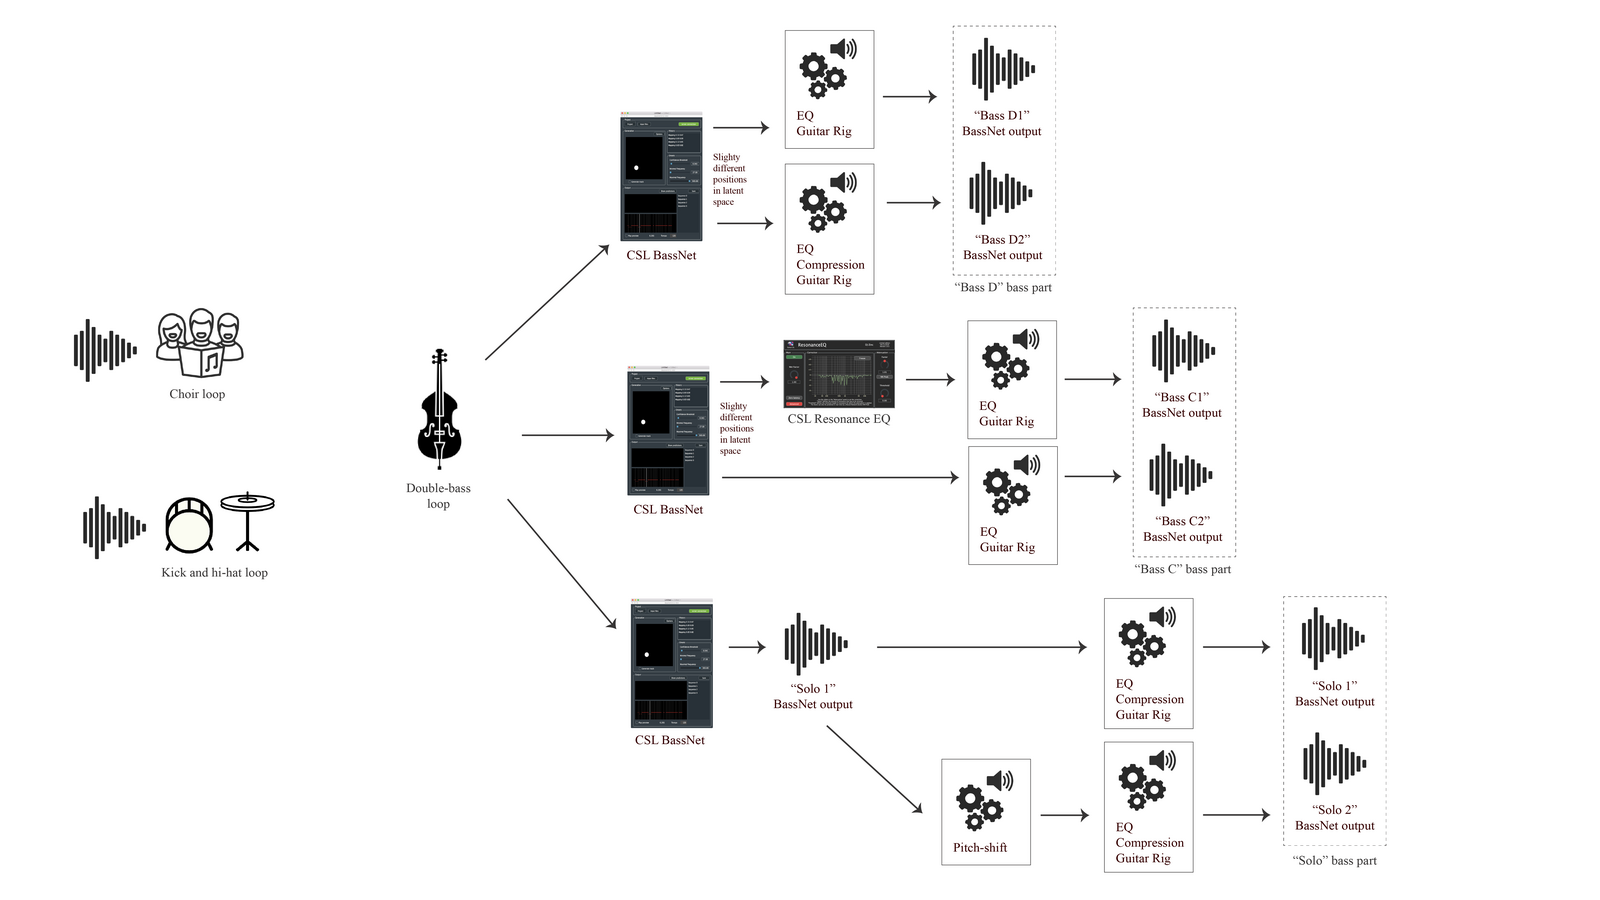 EQ
Guitar Rig
“Bass D1”
BassNet output
Slighty
different
positions
in latent
space
CSL BassNet
EQ
Compression
Guitar Rig
“Bass D2”
BassNet output
“Bass D” bass part
Choir loop
Double-bass
loop
Kick and hi-hat loop
ResonanceEQ
CSL Resonance EQ
Slighty
different
positions
in latent
space
CSL BassNet
EQ
Guitar Rig
“Bass C1”
BassNet output
EQ
Guitar Rig
“Bass C2”
BassNet output
“Bass C” bass part
CSL BassNet
“Solo 1”
BassNet output
EQ
Compression
Guitar Rig
“Solo 1”
BassNet output
Pitch-shift
EQ
Compression
Guitar Rig
“Solo 2”
BassNet output
“Solo” bass part